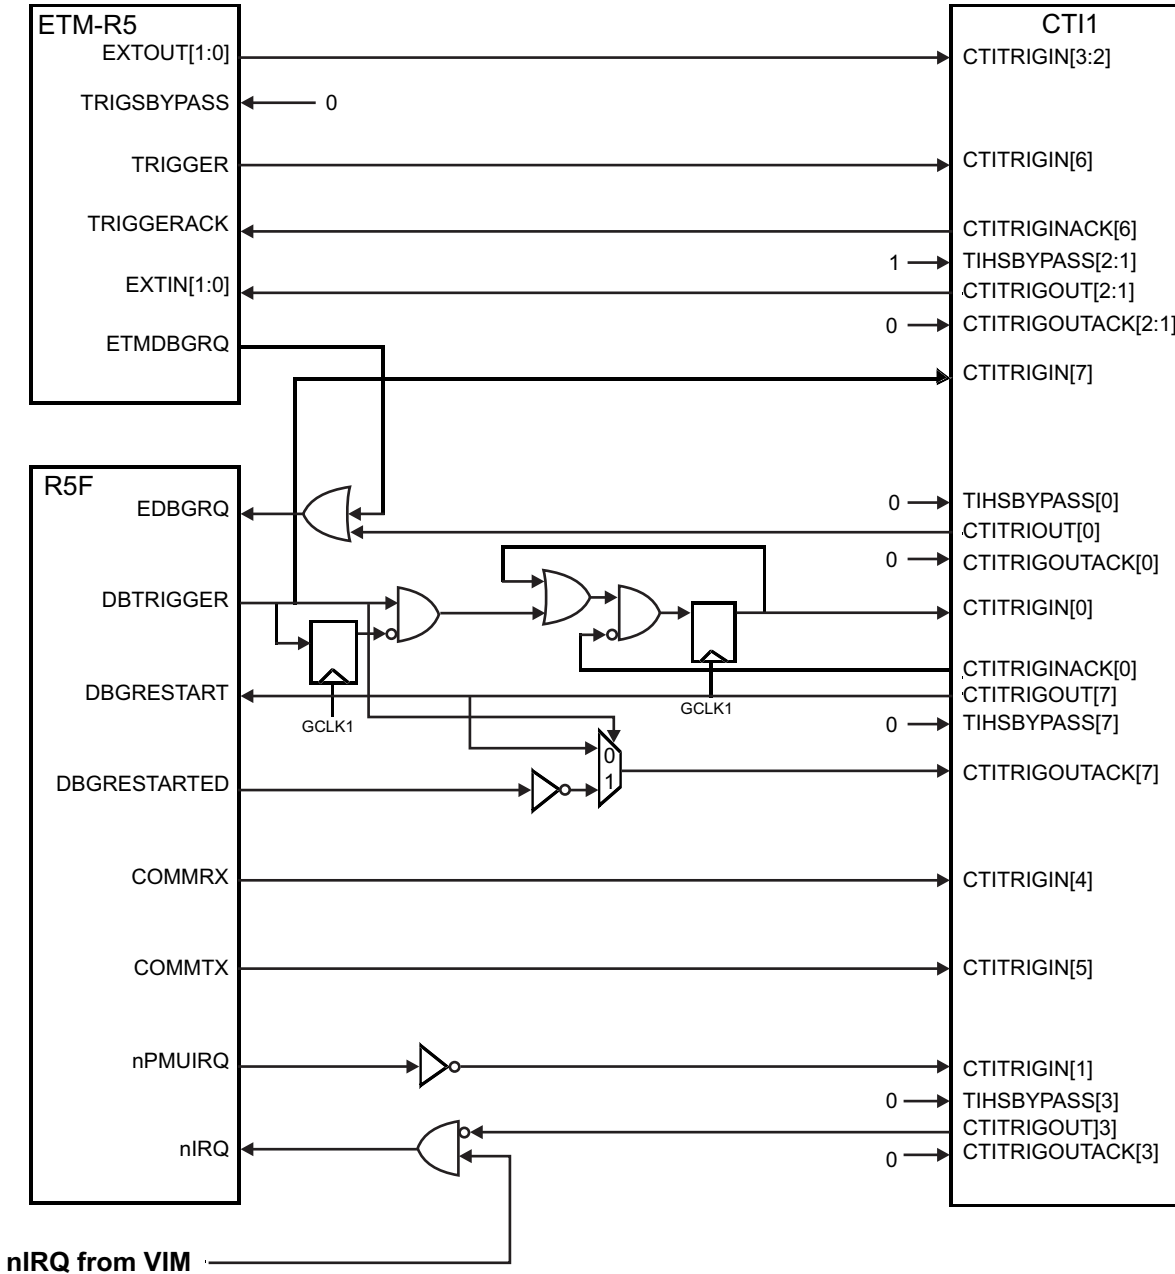 ETM-R5
EXTOUT[1:0]
TRIGSBYPASS
0
TRIGGER
TRIGGERACK
EXTIN[1:0]
ETMDBGRQ
CTI1
CTITRIGIN[3:2]
CTITRIGIN[6]
CTITRIGINACK[6]
1
TIHSBYPASS[2:1]
CTITRIGOUT[2:1]
0
CTITRIGOUTACK[2:1]
CTITRIGIN[7]
R5F
EDBGRQ
DBTRIGGER
DBGRESTART
DBGRESTARTED
COMMRX
COMMTX
nPMUIRQ
nIRQ
GCLK1
GCLK1
0
1
0
TIHSBYPASS[0]
CTITRIOUT[0]
0
CTITRIGOUTACK[0]
CTITRIGIN[0]
CTITRIGINACK[0]
CTITRIGOUT[7]
0
TIHSBYPASS[7]
CTITRIGOUTACK[7]
CTITRIGIN[4]
CTITRIGIN[5]
CTITRIGIN[1]
0
TIHSBYPASS[3]
CTITRIGOUT]3]
0
CTITRIGOUTACK[3]
nIRQ from VIM